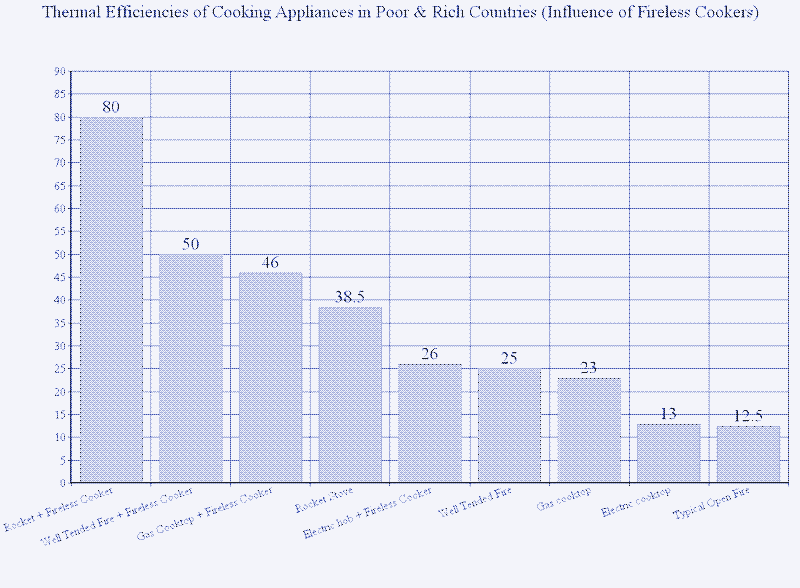 Thermal Efficiencies of Cooking Appliances in Poor & Rich Countries (Influence of Fireless Cookers)
90
85
80
75
70
65
60
55
50
45
40
35
30
25
20
15
10
5
0
80
50
46
38.5
26
25
23
13
12.5
Rocket + Fireless Cooker
Well Tended Fire + Fireless Cooker
Gas Cooktop + Fireless Cooker
Rocket Stove
Electric hob + Fireless Cooker
Well Tended Fire
Gas cooktop
Electric cooktop
Typical Open Fire